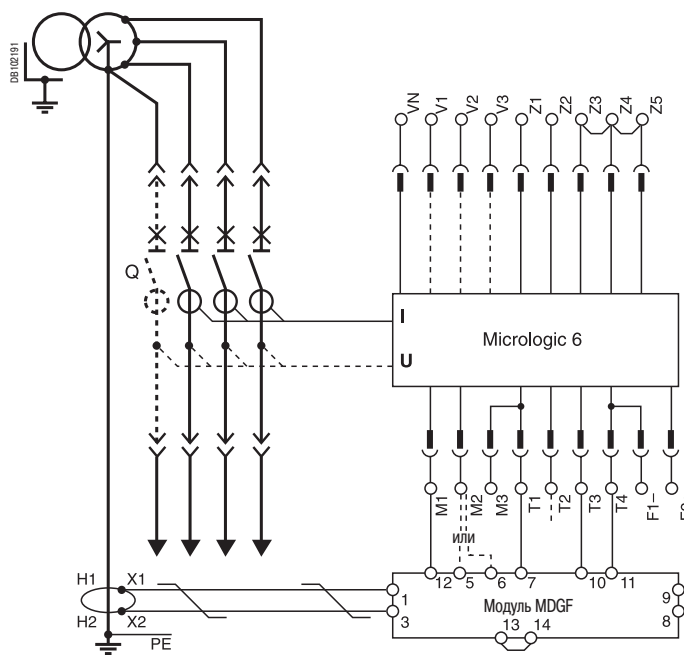 DB102191
VN V1 V2 V3 Z1 Z2 Z3 Z4 Z5
Q
I
U
Micrologic 6
M1 M2 M3 T1 T2 T3 T4 F1–
или
12 5 6 7 10 11
H1 X1
H2 X2
PE
1
3
Модуль MDGF
9
8
13 14